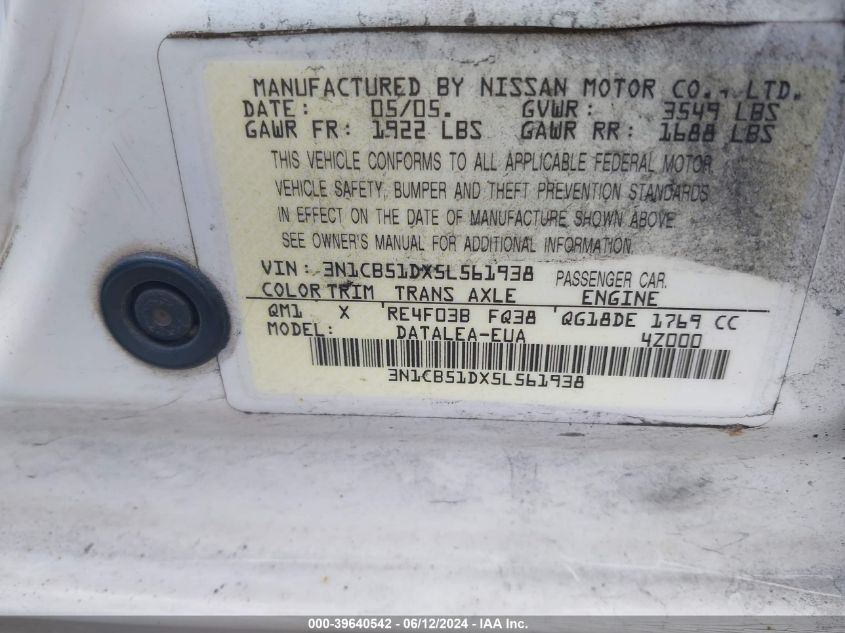 MANUFACTURED BY NISSAN MOTOR CO., LTD.
DATE: 05/05. GVWR: 3549 LBS
GAWR FR: 1922 LBS GAWR RR: 1688 LBS
THIS VEHICLE CONFORMS TO ALL APPLICABLE FEDERAL MOTOR
VEHICLE SAFETY, BUMPER AND THEFT PREVENTION STANDARDS
IN EFFECT ON THE DATE OF MANUFACTURE SHOWN ABOVE
SEE OWNER'S MANUAL FOR ADDITIONAL INFORMATION.
VIN: 3N1CB51DX5L561938 PASSENGER CAR.
COLOR TRIM TRANS AXLE ENGINE
QM1 X RE4F03B FQ38 QG18DE 1769 CC
MODEL: DATALEA-EUA 4Z000
3N1CB51DX5L561938
000-39640542 - 06/12/2024 - IAA Inc.